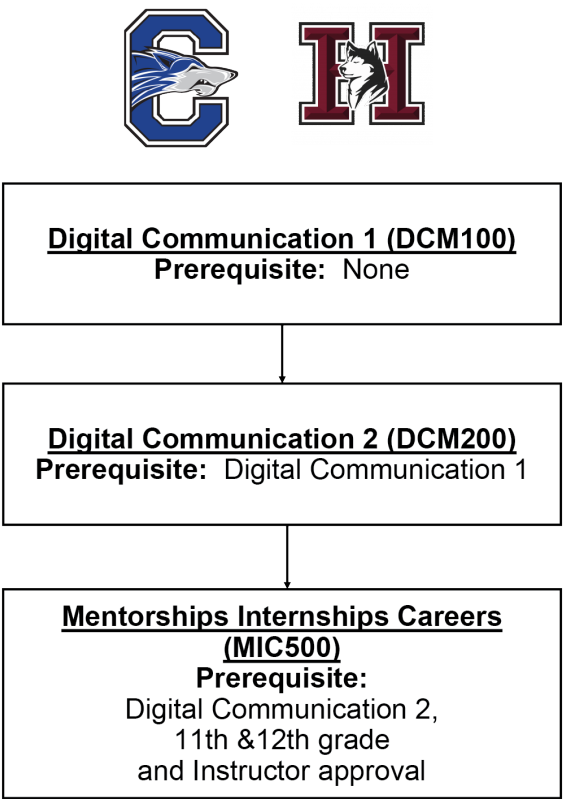 C
H
Digital Communication 1 (DCM100)
Prerequisite:  None
Digital Communication 2 (DCM200)
Prerequisite:  Digital Communication 1
Mentorships Internships Careers
(MIC500)
Prerequisite:
Digital Communication 2,
11th &12th grade
and Instructor approval